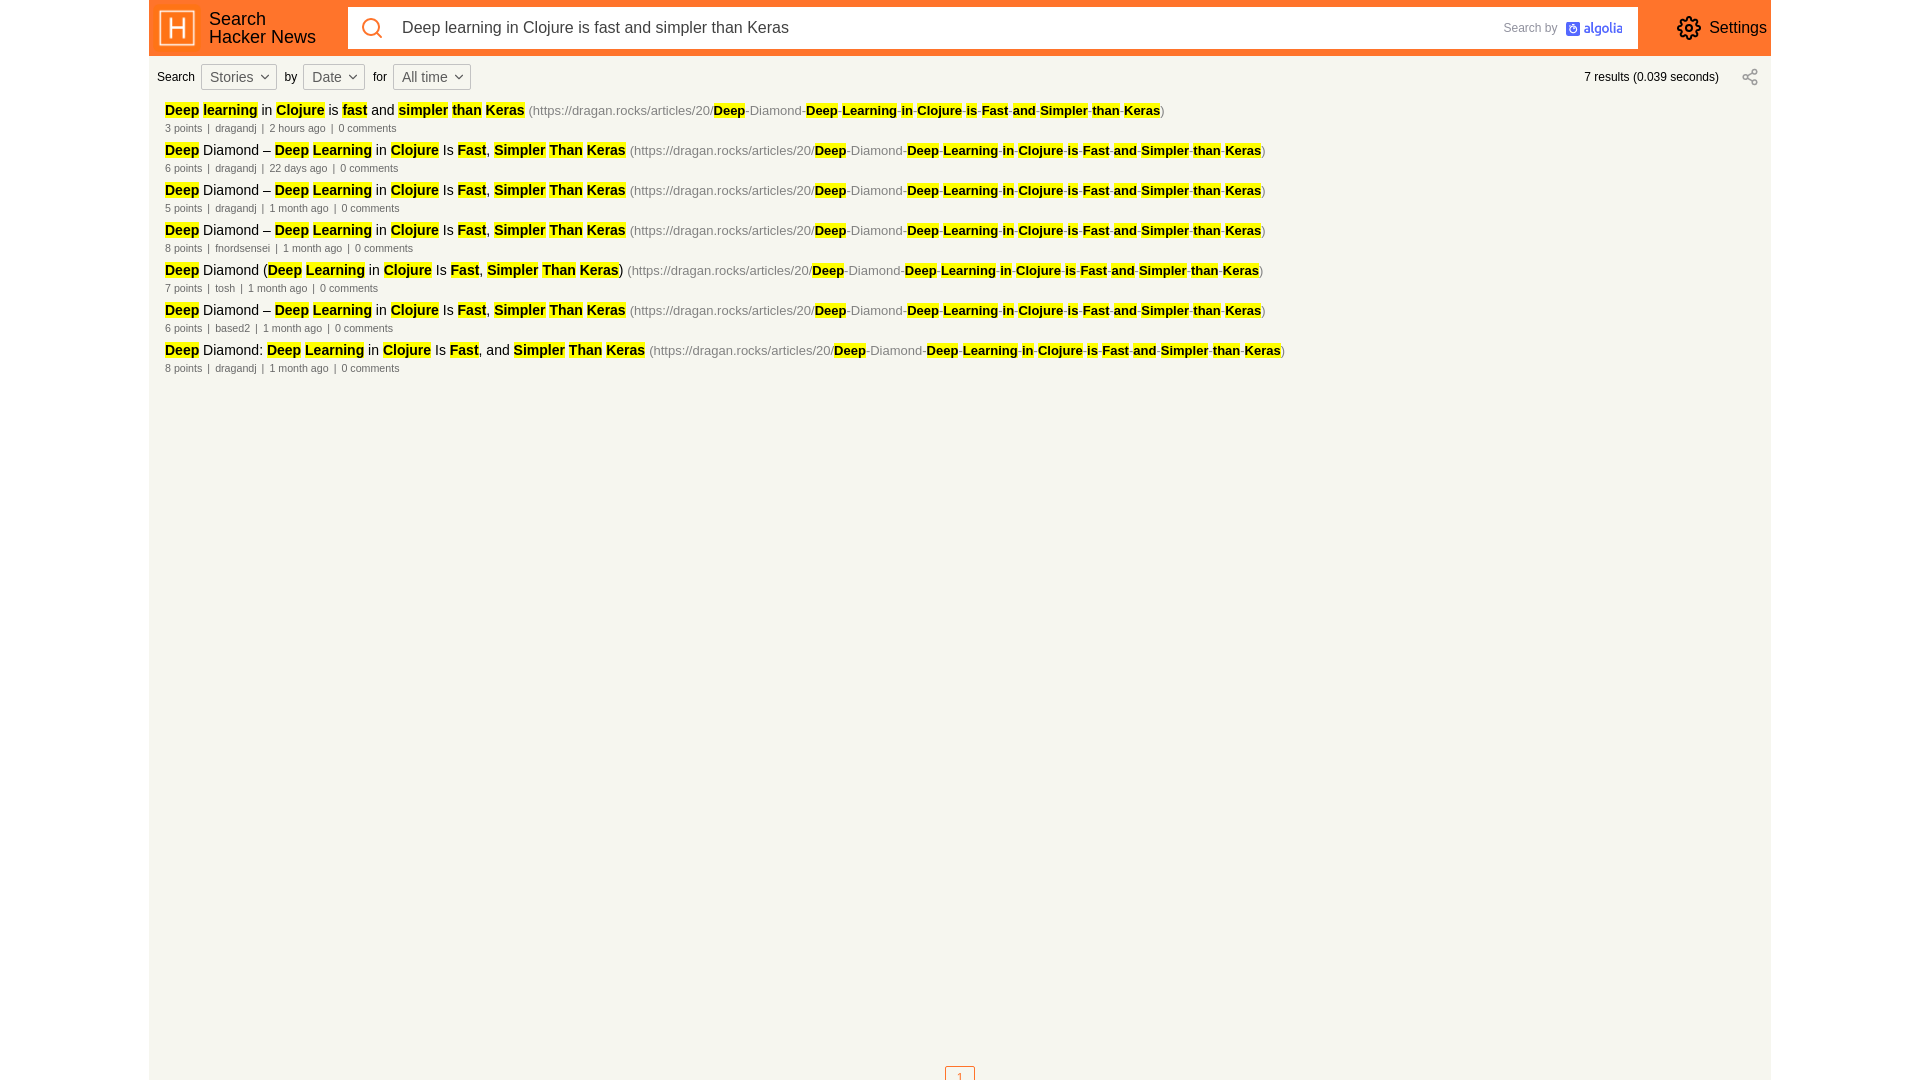 H
Search
Hacker News
Deep learning in Clojure is fast and simpler than Keras
Search by algolia
Settings
Search Stories by Date for All time
7 results (0.039 seconds)
Deep learning in Clojure is fast and simpler than Keras (https://dragan.rocks/articles/20/Deep-Diamond-Deep-Learning-in-Clojure-is-Fast-and-Simpler-than-Keras)
3 points | dragandj | 2 hours ago | 0 comments
Deep Diamond – Deep Learning in Clojure Is Fast, Simpler Than Keras (https://dragan.rocks/articles/20/Deep-Diamond-Deep-Learning-in-Clojure-is-Fast-and-Simpler-than-Keras)
6 points | dragandj | 22 days ago | 0 comments
Deep Diamond – Deep Learning in Clojure Is Fast, Simpler Than Keras (https://dragan.rocks/articles/20/Deep-Diamond-Deep-Learning-in-Clojure-is-Fast-and-Simpler-than-Keras)
5 points | dragandj | 1 month ago | 0 comments
Deep Diamond – Deep Learning in Clojure Is Fast, Simpler Than Keras (https://dragan.rocks/articles/20/Deep-Diamond-Deep-Learning-in-Clojure-is-Fast-and-Simpler-than-Keras)
8 points | fnordsensei | 1 month ago | 0 comments
Deep Diamond (Deep Learning in Clojure Is Fast, Simpler Than Keras) (https://dragan.rocks/articles/20/Deep-Diamond-Deep-Learning-in-Clojure-is-Fast-and-Simpler-than-Keras)
7 points | tosh | 1 month ago | 0 comments
Deep Diamond – Deep Learning in Clojure Is Fast, Simpler Than Keras (https://dragan.rocks/articles/20/Deep-Diamond-Deep-Learning-in-Clojure-is-Fast-and-Simpler-than-Keras)
6 points | based2 | 1 month ago | 0 comments
Deep Diamond: Deep Learning in Clojure Is Fast, and Simpler Than Keras (https://dragan.rocks/articles/20/Deep-Diamond-Deep-Learning-in-Clojure-is-Fast-and-Simpler-than-Keras)
8 points | dragandj | 1 month ago | 0 comments
1